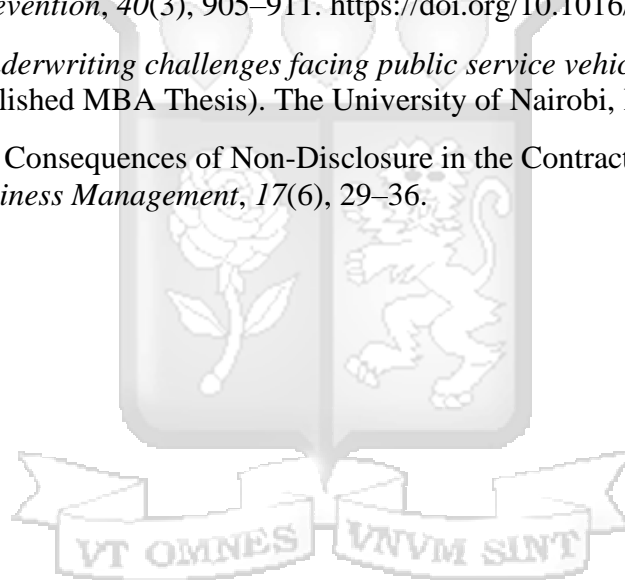 evention, 40(3), 905–911. https://doi.org/10.1016/
derwriting challenges facing public service vehic
lished MBA Thesis). The University of Nairobi,
Consequences of Non-Disclosure in the Contract
iness Management, 17(6), 29–36.
VT OMNES VNVM SINT